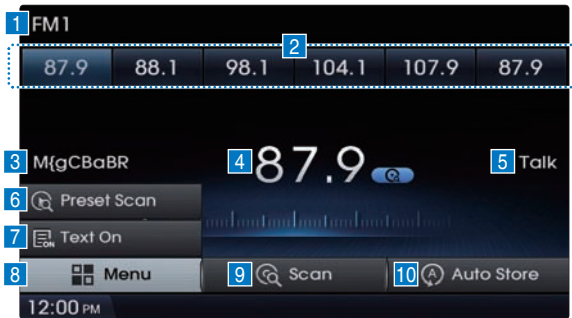 1 FM1
2
87.9 88.1 98.1 104.1 107.9 87.9
3 M{gCBaBR 4 87.9 5 Talk
6 Preset Scan
7 ON Text On
8 Menu 9 Scan 10 A Auto Store
12:00 PM